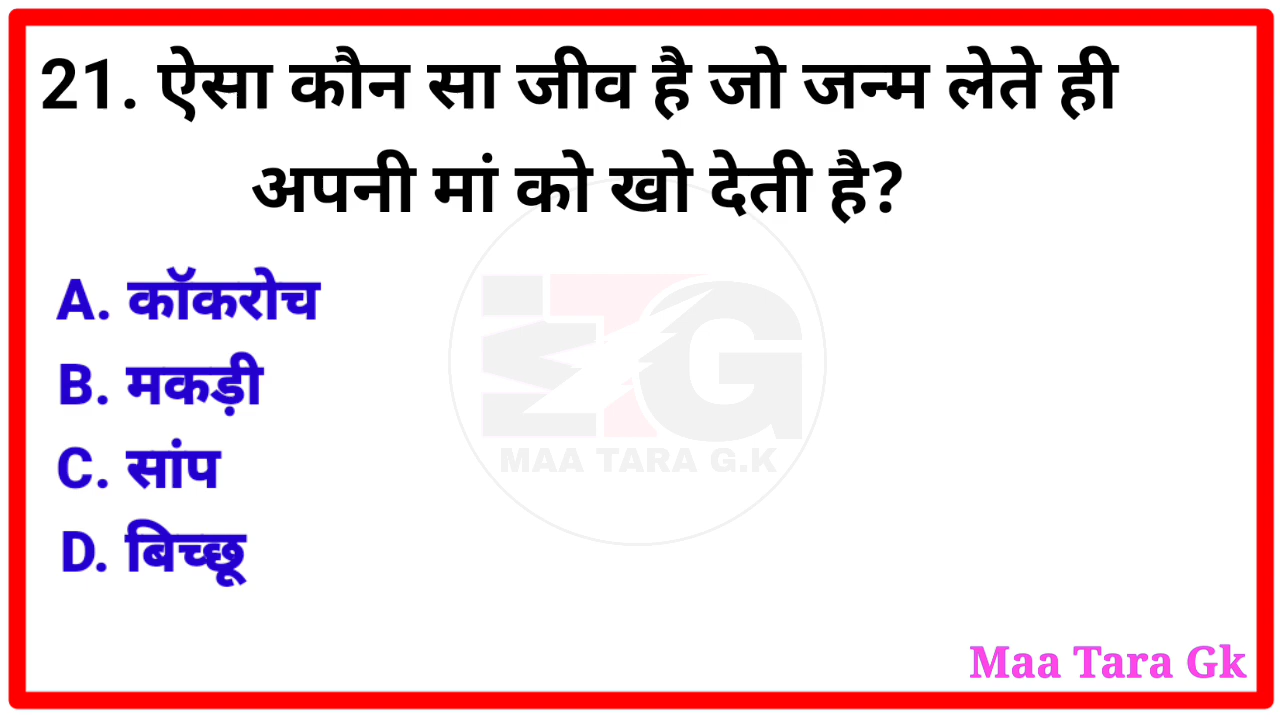 21. ऐसा कौन सा जीव है जो जन्म लेते ही
अपनी मां को खो देती है?
A. कॉकरोच
B. मकड़ी
C. सांप
D. बिच्छू
MAA TARA G.K
Maa Tara Gk